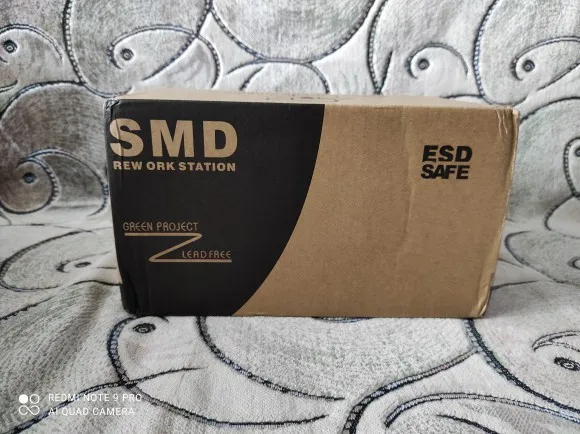 SMD
REW ORK STATION
ESD
SAFE
GREEN PROJECT
LEAD FREE
REDMI NOTE 9 PRO
AI QUAD CAMERA